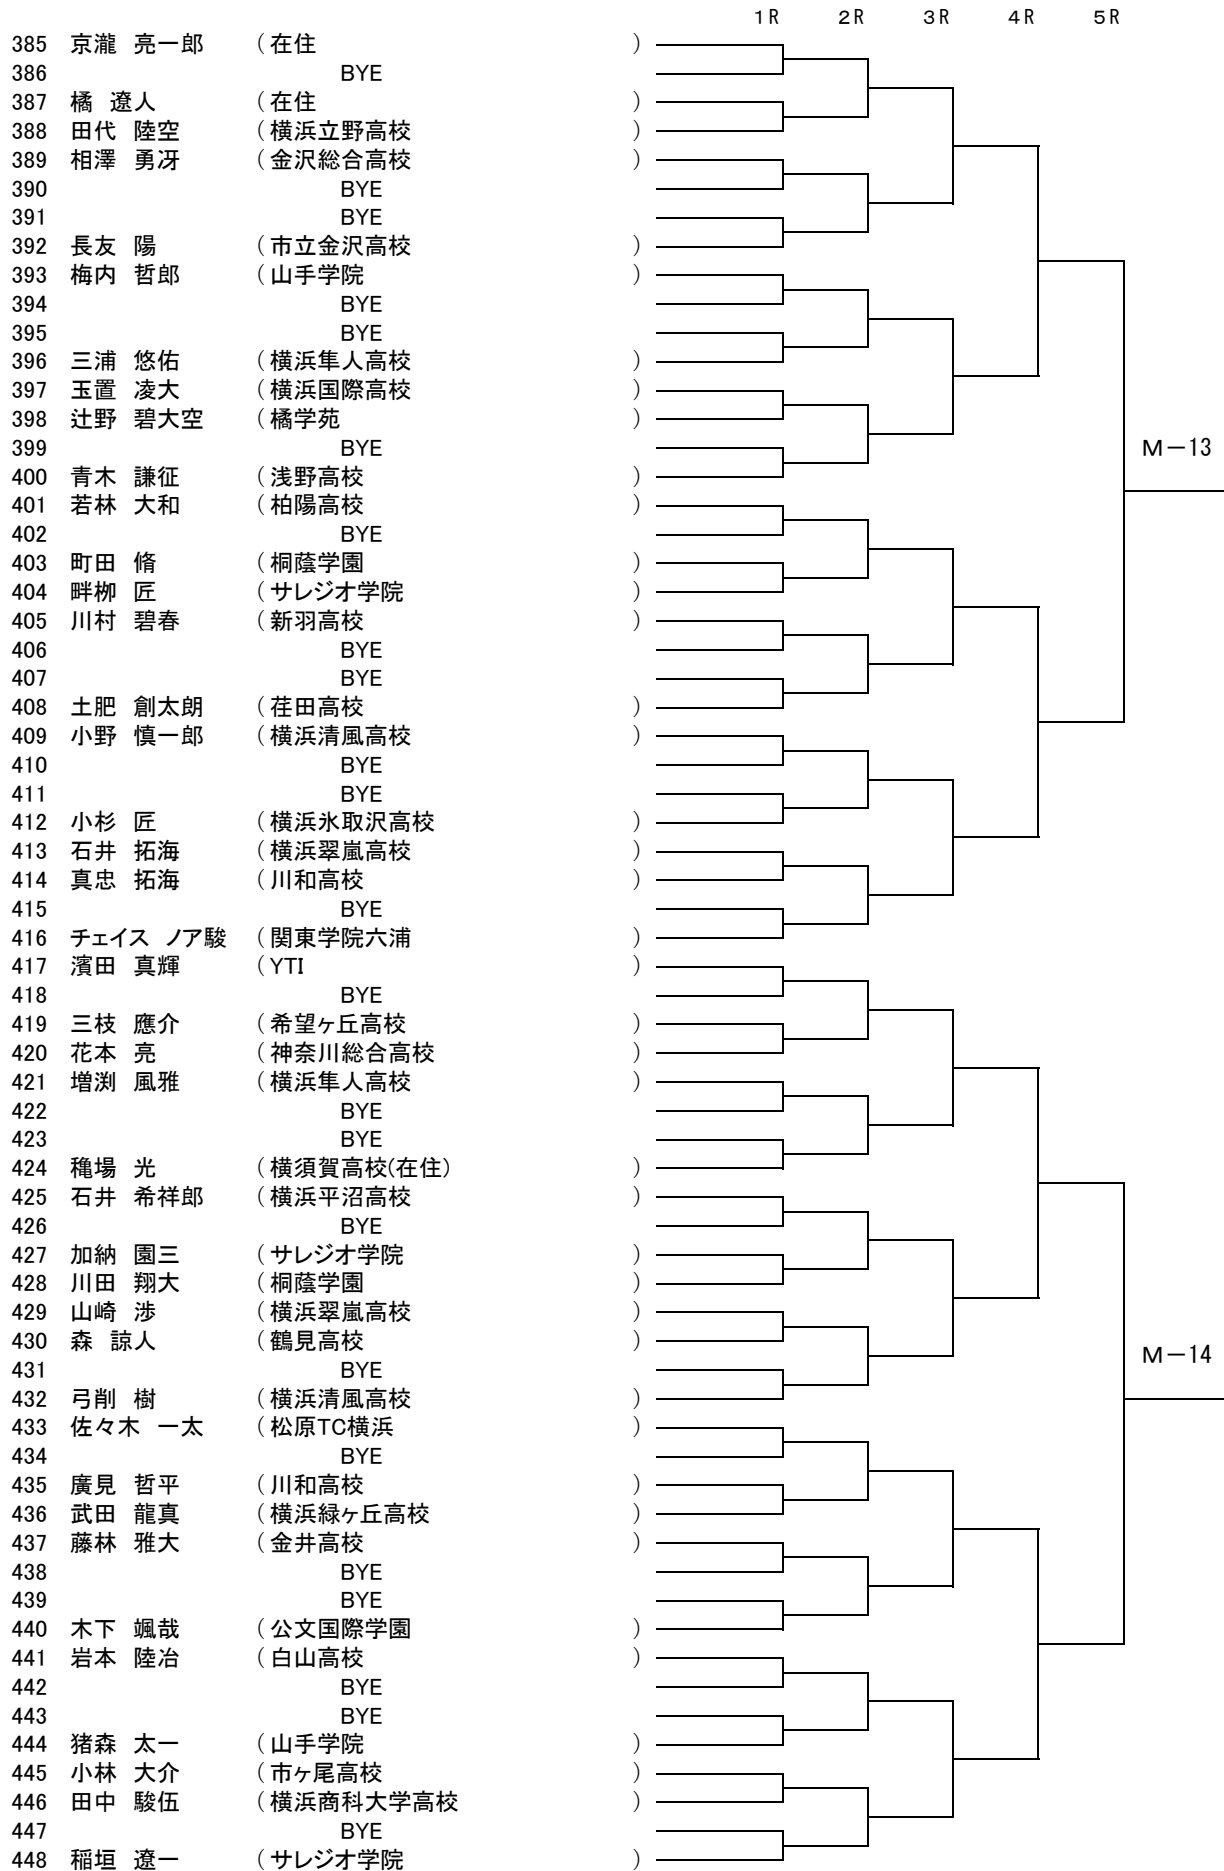 1R 2R 3R 4R 5R
385 京瀧 亮一郎 (在住 )
386 BYE
387 橘 遼人 (在住 )
388 田代 陸空 (横浜立野高校 )
389 相澤 勇冴 (金沢総合高校 )
390 BYE
391 BYE
392 長友 陽 (市立金沢高校 )
393 梅内 哲郎 (山手学院 )
394 BYE
395 BYE
396 三浦 悠佑 (横浜隼人高校 )
397 玉置 凌大 (横浜国際高校 )
398 辻野 碧大空 (橘学苑 )
399 BYE
M-13
400 青木 謙征 (浅野高校 )
401 若林 大和 (柏陽高校 )
402 BYE
403 町田 脩 (桐蔭学園 )
404 畔栁 匠 (サレジオ学院 )
405 川村 碧春 (新羽高校 )
406 BYE
407 BYE
408 土肥 創太朗 (荏田高校 )
409 小野 慎一郎 (横浜清風高校 )
410 BYE
411 BYE
412 小杉 匠 (横浜氷取沢高校 )
413 石井 拓海 (横浜翠嵐高校 )
414 真忠 拓海 (川和高校 )
415 BYE
416 チェイス ノア駿 (関東学院六浦 )
417 濱田 真輝 (YTI )
418 BYE
419 三枝 應介 (希望ヶ丘高校 )
420 花本 亮 (神奈川総合高校 )
421 増渕 風雅 (横浜隼人高校 )
422 BYE
423 BYE
424 穐場 光 (横須賀高校(在住) )
425 石井 希祥郎 (横浜平沼高校 )
426 BYE
427 加納 園三 (サレジオ学院 )
428 川田 翔大 (桐蔭学園 )
429 山崎 渉 (横浜翠嵐高校 )
430 森 諒人 (鶴見高校 )
431 BYE
M-14
432 弓削 樹 (横浜清風高校 )
433 佐々木 一太 (松原TC横浜 )
434 BYE
435 廣見 哲平 (川和高校 )
436 武田 龍真 (横浜緑ヶ丘高校 )
437 藤林 雅大 (金井高校 )
438 BYE
439 BYE
440 木下 颯哉 (公文国際学園 )
441 岩本 陸冶 (白山高校 )
442 BYE
443 BYE
444 猪森 太一 (山手学院 )
445 小林 大介 (市ヶ尾高校 )
446 田中 駿伍 (横浜商科大学高校 )
447 BYE
448 稲垣 遼一 (サレジオ学院 )